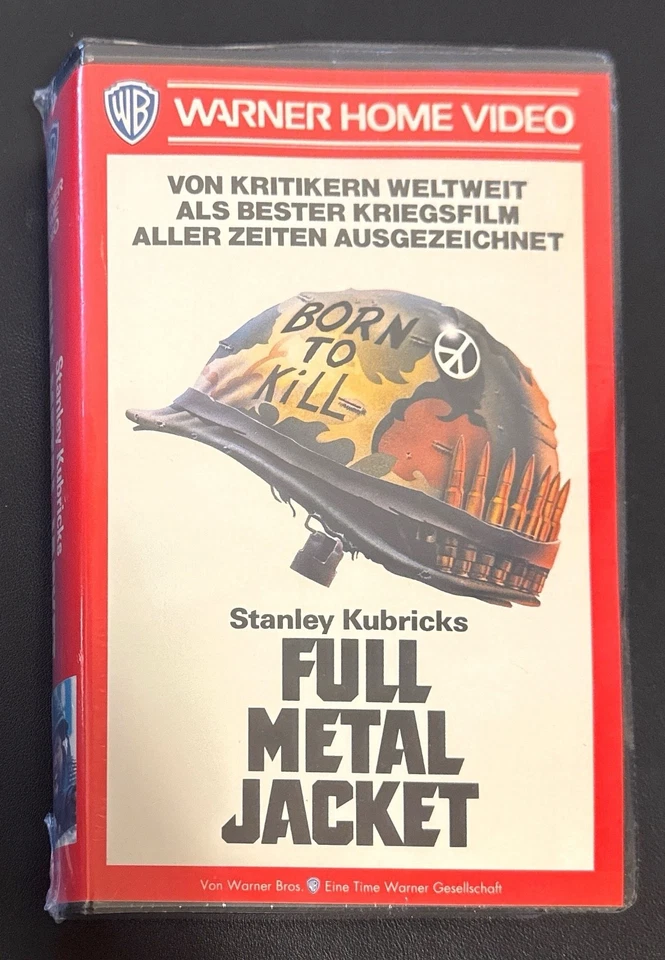 WB
WARNER HOME VIDEO
VON KRITIKERN WELTWEIT
ALS BESTER KRIEGSFILM
ALLER ZEITEN AUSGEZEICHNET
BORN
TO
KiLL
Stanley Kubricks
FULL
METAL
JACKET
Von Warner Bros. Eine Time Warner Gesellschaft
Stanley Kubricks